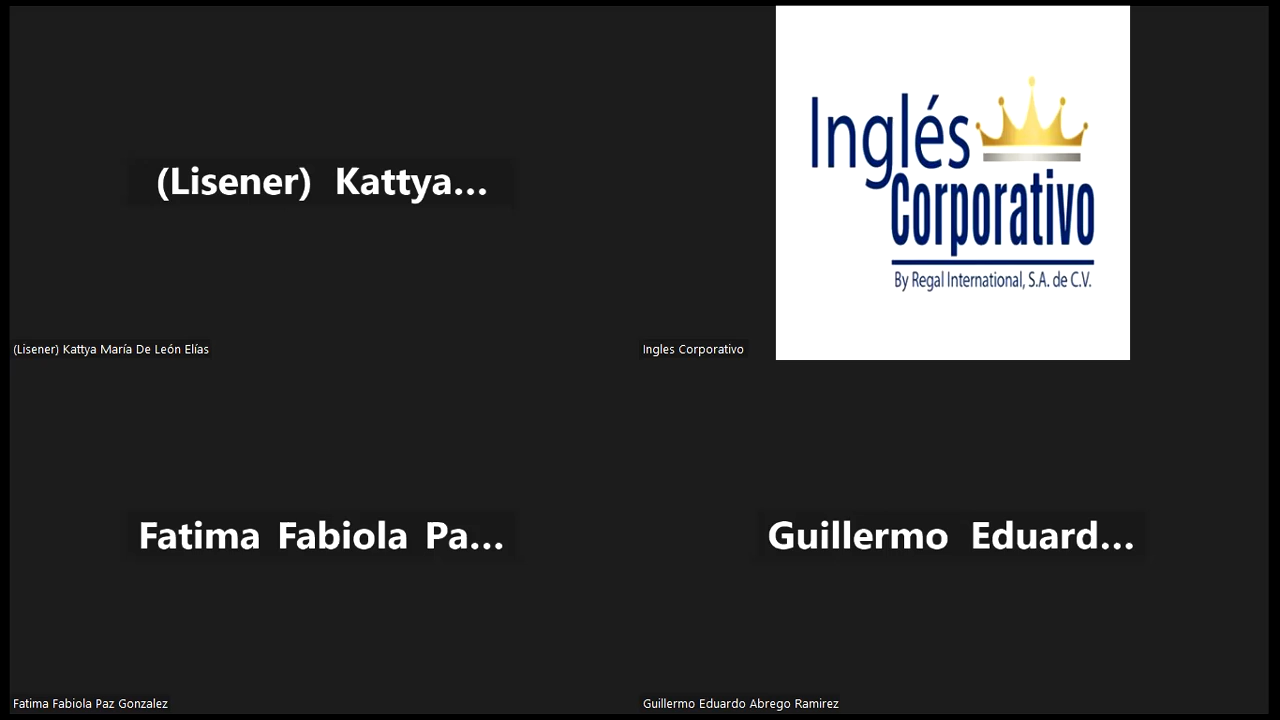 (Lisener) Kattya...
(Lisener) Kattya María De León Elías
Inglés
Corporativo
By Regal International, S.A. de C.V.
Ingles Corporativo
Fatima Fabiola Pa...
Fatima Fabiola Paz Gonzalez
Guillermo Eduard...
Guillermo Eduardo Abrego Ramirez